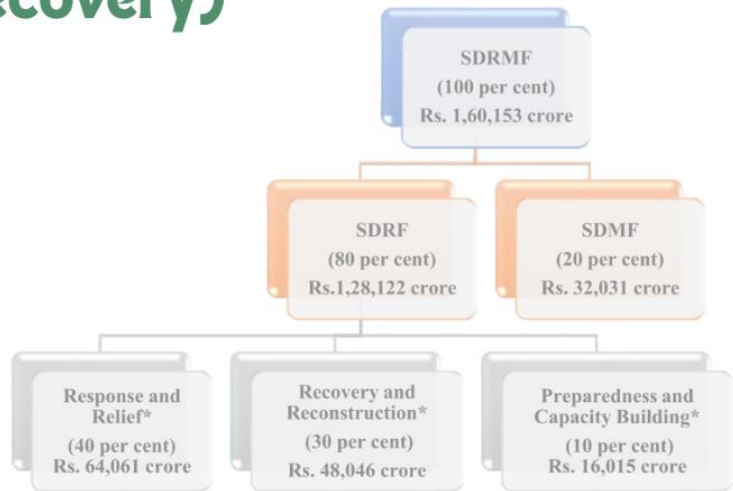 ecovery)
SDRMF
(100 per cent)
Rs. 1,60,153 crore
SDRF
(80 per cent)
Rs.1,28,122 crore
SDMF
(20 per cent)
Rs. 32,031 crore
Response and
Relief*
(40 per cent)
Rs. 64,061 crore
Recovery and
Reconstruction*
(30 per cent)
Rs. 48,046 crore
Preparedness and
Capacity Building*
(10 per cent)
Rs. 16,015 crore